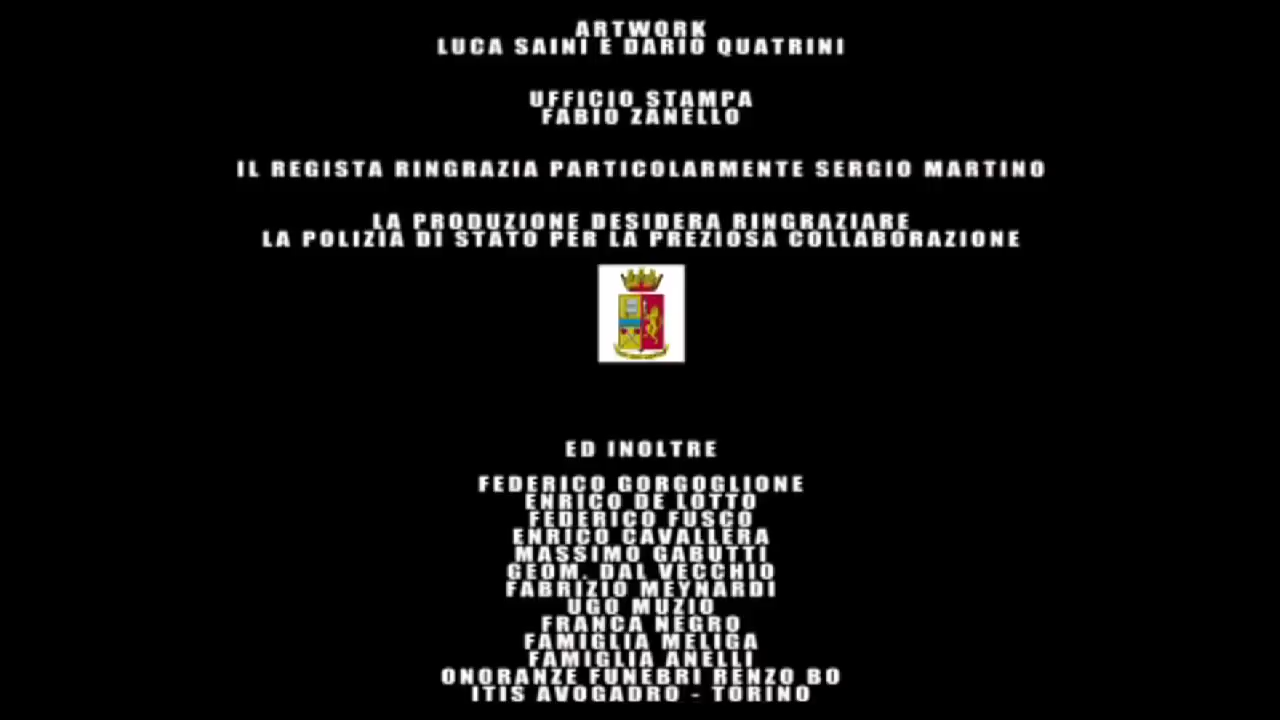 ARTWORK
LUCA SAINI E DARIO QUATRINI
UFFICIO STAMPA
FABIO ZANELLO
IL REGISTA RINGRAZIA PARTICOLARMENTE SERGIO MARTINO
LA PRODUZIONE DESIDERA RINGRAZIARE
LA POLIZIA DI STATO PER LA PREZIOSA COLLABORAZIONE
ED INOLTRE
FEDERICO GORGOGLIONE
ENRICO DE LOTTO
FEDERICO FUSCO
ENRICO CAVALLERA
MASSIMO GABUTTI
GEOM. DAL VECCHIO
FABRIZIO MEYNARDI
UGO MUZIO
FRANCA NEGRO
FAMIGLIA MELIGA
FAMIGLIA ANELLI
ONORANZE FUNEBRI RENZO BO
ITIS AVOGADRO - TORINO